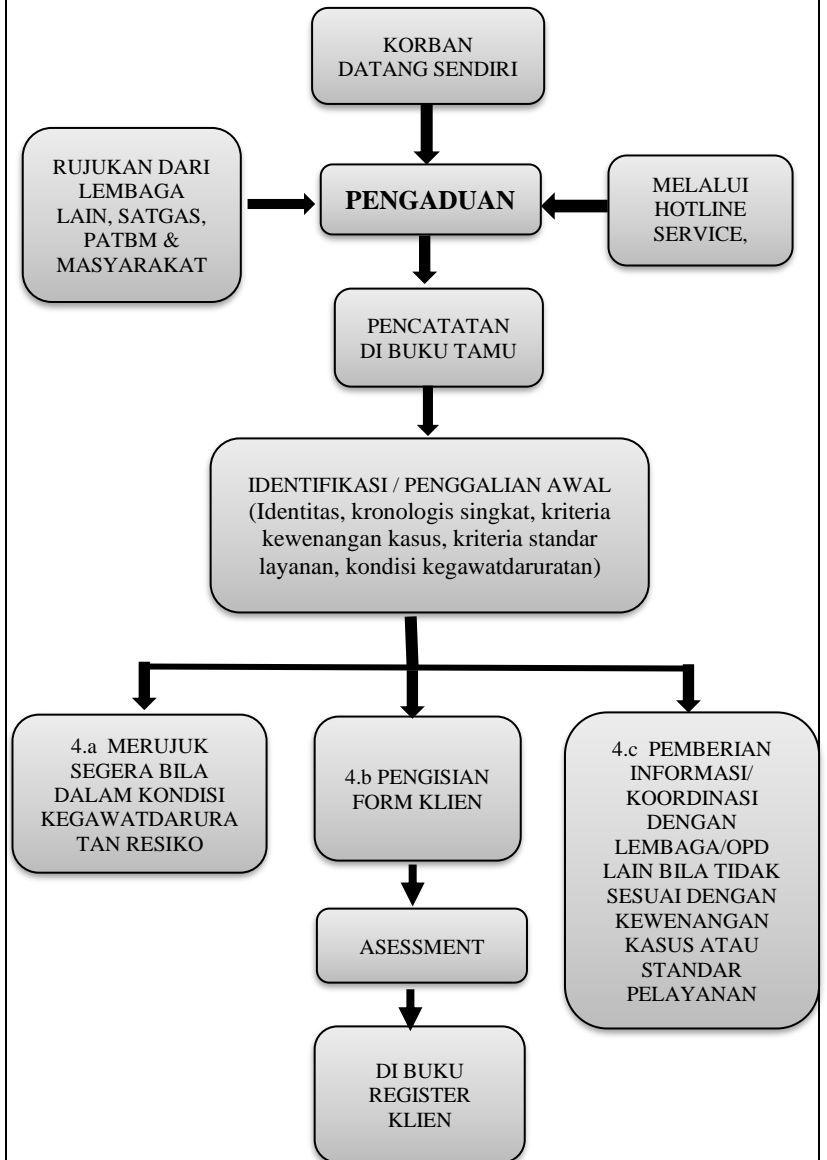 KORBAN
DATANG SENDIRI
RUJUKAN DARI
LEMBAGA
LAIN, SATGAS,
PATBM &
MASYARAKAT
PENGADUAN
MELALUI
HOTLINE
SERVICE,
PENCATATAN
DI BUKU TAMU
IDENTIFIKASI / PENGGALIAN AWAL
(Identitas, kronologis singkat, kriteria
kewenangan kasus, kriteria standar
layanan, kondisi kegawatdaruratan)
4.a MERUJUK
SEGERA BILA
DALAM KONDISI
KEGAWATDARURA
TAN RESIKO
4.b PENGISIAN
FORM KLIEN
4.c PEMBERIAN
INFORMASI/
KOORDINASI
DENGAN
LEMBAGA/OPD
LAIN BILA TIDAK
SESUAI DENGAN
KEWENANGAN
KASUS ATAU
STANDAR
PELAYANAN
ASESSMENT
DI BUKU
REGISTER
KLIEN